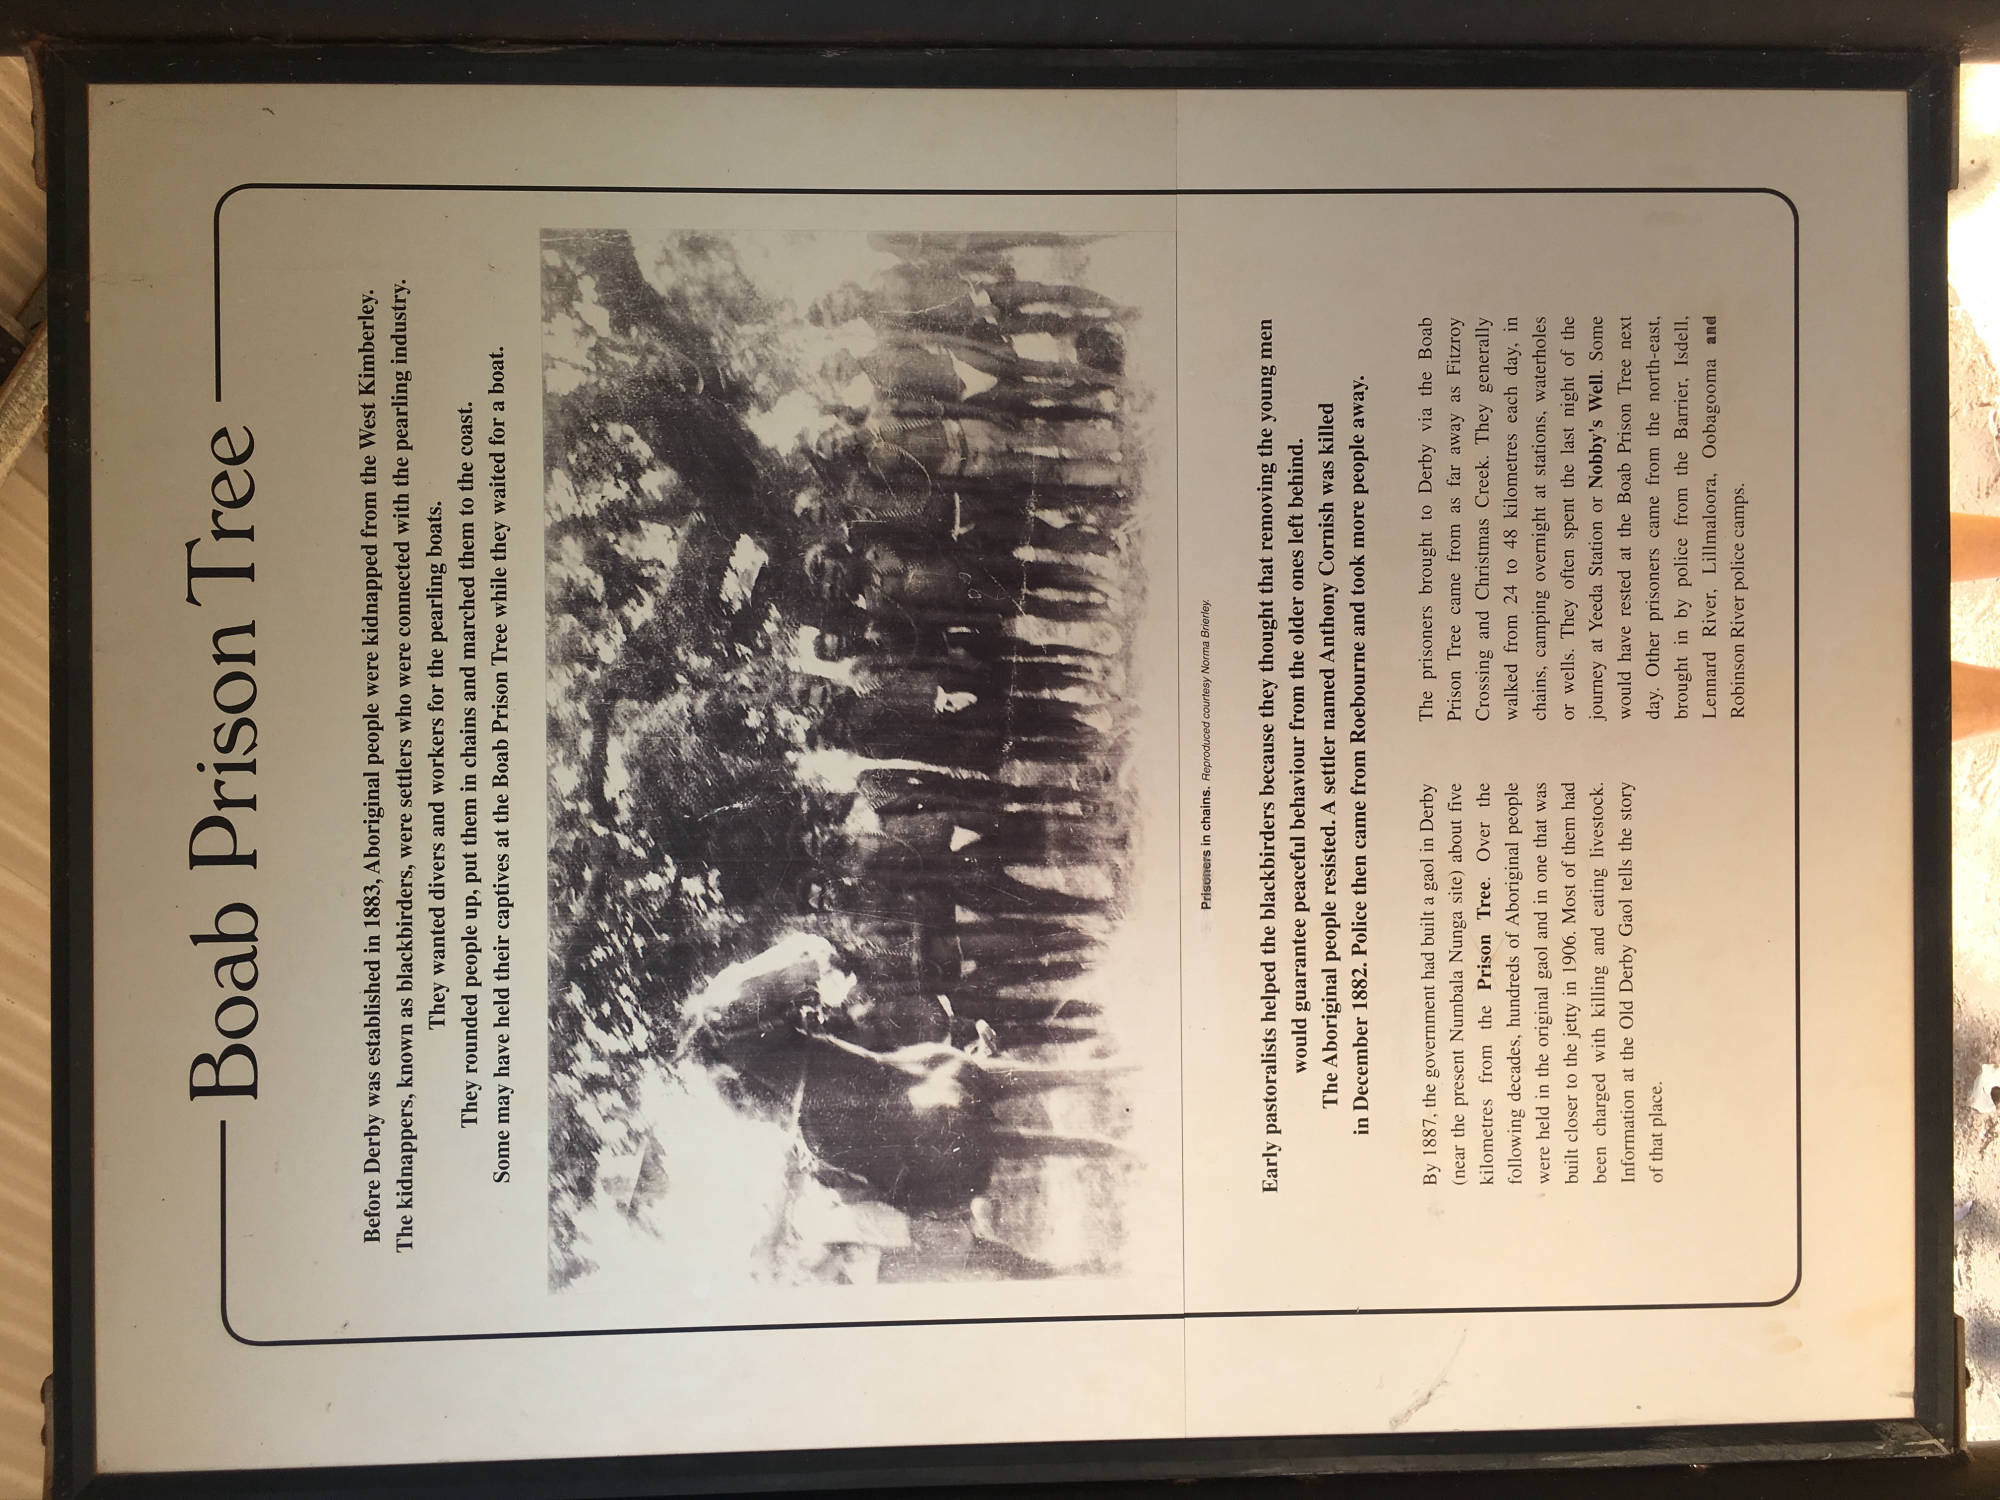 Boab Prison Tree
Before Derby was established in 1883, Aboriginal people were kidnapped from the West Kimberley.
The kidnappers, known as blackbirders, were settlers who were connected with the pearling industry.
They wanted divers and workers for the pearling boats.
They rounded people up, put them in chains and marched them to the coast.
Some may have held their captives at the Boab Prison Tree while they waited for a boat.
Prisoners in chains. Reproduced courtesy Norma Brierley.
Early pastoralists helped the blackbirders because they thought that removing the young men
would guarantee peaceful behaviour from the older ones left behind.
The Aboriginal people resisted. A settler named Anthony Cornish was killed
in December 1882. Police then came from Roebourne and took more people away.
By 1887, the government had built a gaol in Derby
(near the present Numbala Nunga site) about five
kilometres from the Prison Tree. Over the
following decades, hundreds of Aboriginal people
were held in the original gaol and in one that was
built closer to the jetty in 1906. Most of them had
been charged with killing and eating livestock.
Information at the Old Derby Gaol tells the story
of that place.
The prisoners brought to Derby via the Boab
Prison Tree came from as far away as Fitzroy
Crossing and Christmas Creek. They generally
walked from 24 to 48 kilometres each day, in
chains, camping overnight at stations, waterholes
or wells. They often spent the last night of the
journey at Yeeda Station or Nobby's Well. Some
would have rested at the Boab Prison Tree next
day. Other prisoners came from the north-east,
brought in by police from the Barrier, Isdell,
Lennard River, Lillmaloora, Oobagooma and
Robinson River police camps.